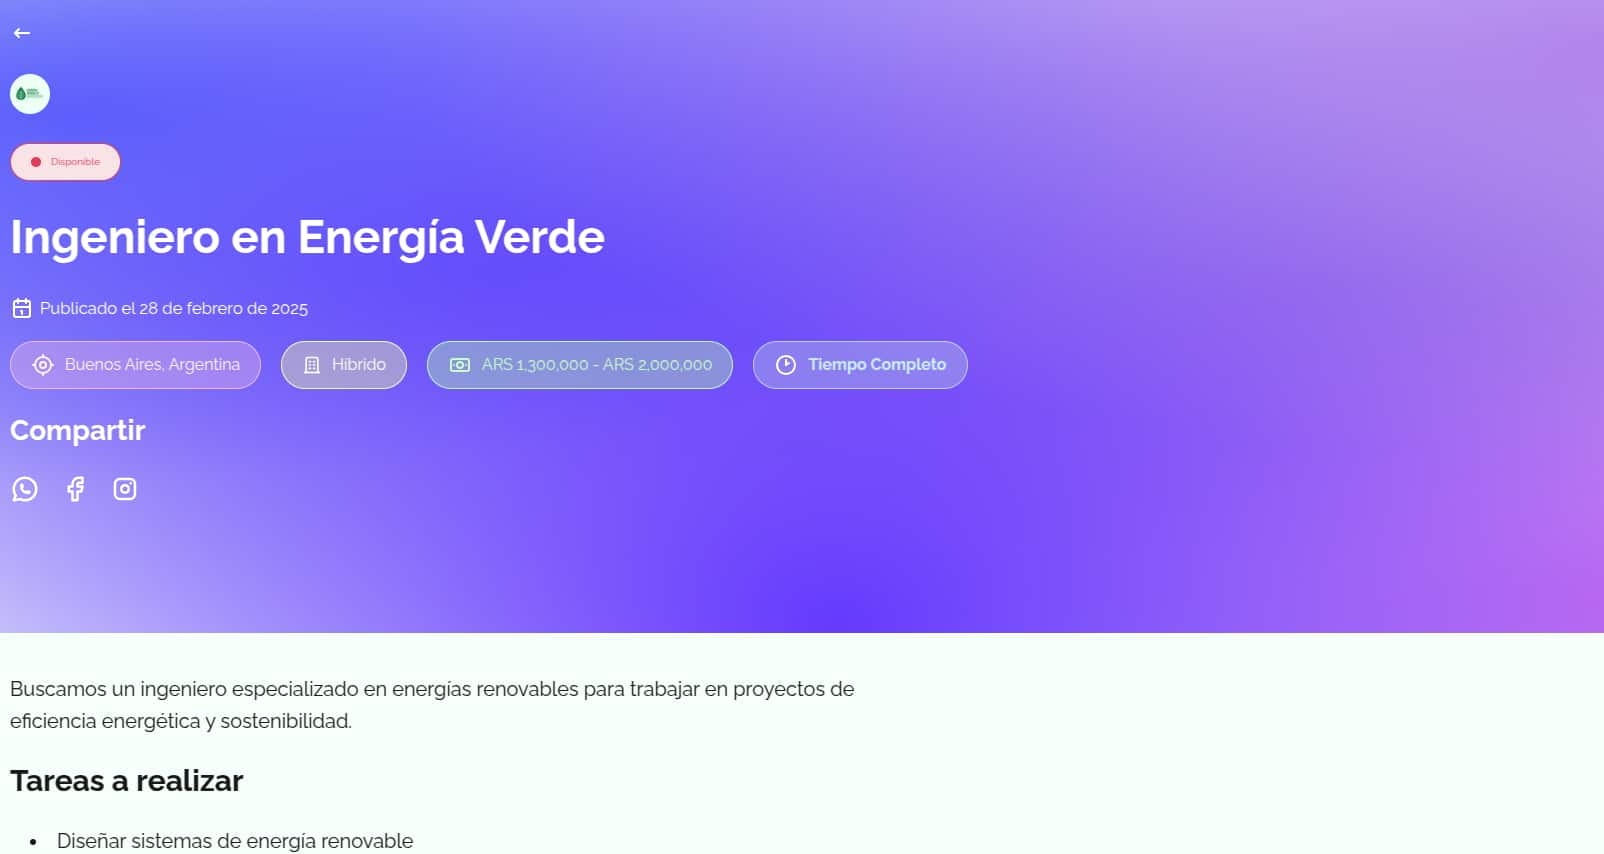 Disponible
Ingeniero en Energía Verde
Publicado el 28 de febrero de 2025
Buenos Aires, Argentina
Híbrido
ARS 1,300,000 - ARS 2,000,000
Tiempo Completo
Compartir
Buscamos un ingeniero especializado en energías renovables para trabajar en proyectos de
eficiencia energética y sostenibilidad.
Tareas a realizar
• Diseñar sistemas de energía renovable